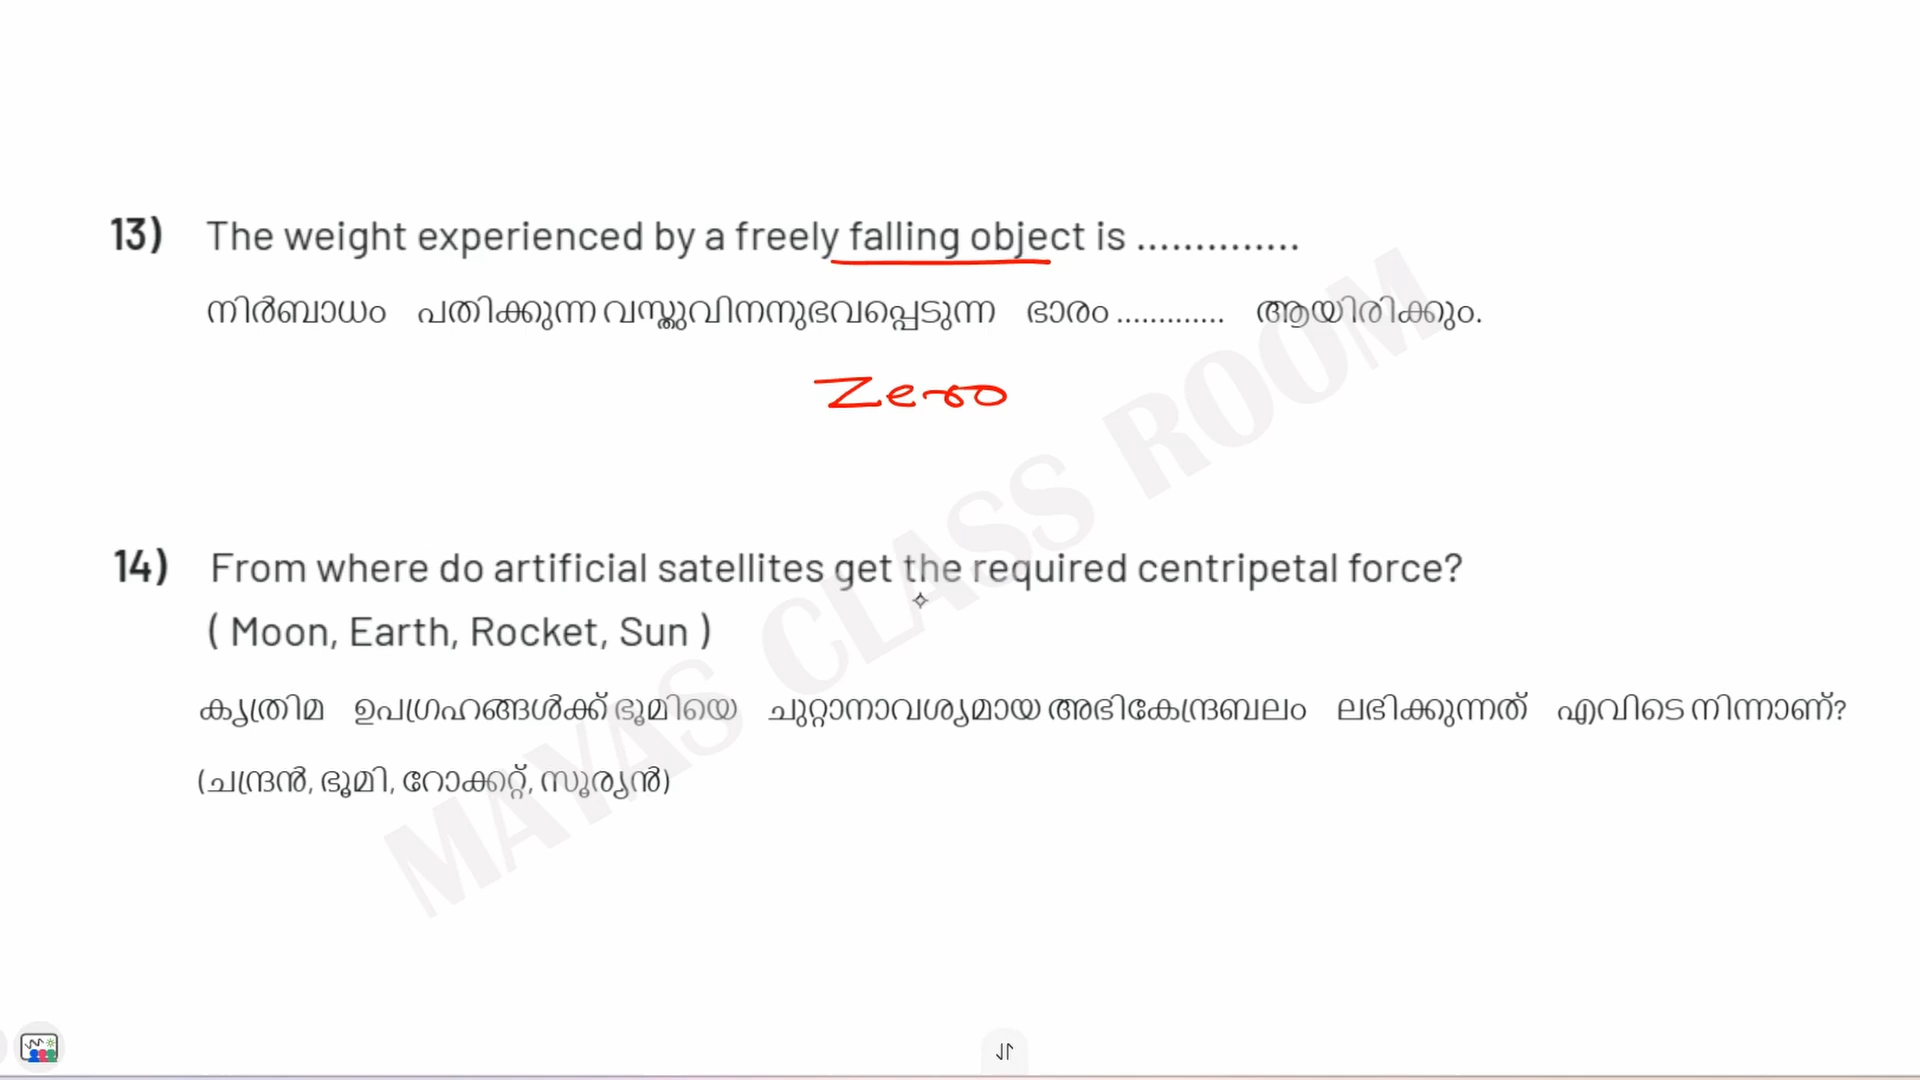 13) The weight experienced by a freely falling object is ..............
നിർബാധം പതിക്കുന്ന വസ്തുവിനനുഭവപ്പെടുന്ന ഭാരം ............. ആയിരിക്കും.
Zero
14) From where do artificial satellites get the required centripetal force?
( Moon, Earth, Rocket, Sun )
കൃത്രിമ ഉപഗ്രഹങ്ങൾക്ക് ഭൂമിയെ ചുറ്റാനാവശ്യമായ അഭികേന്ദ്രബലം ലഭിക്കുന്നത് എവിടെ നിന്നാണ്?
(ചന്ദ്രൻ, ഭൂമി, റോക്കറ്റ്, സൂര്യൻ)
MAYAS CLASS ROOM